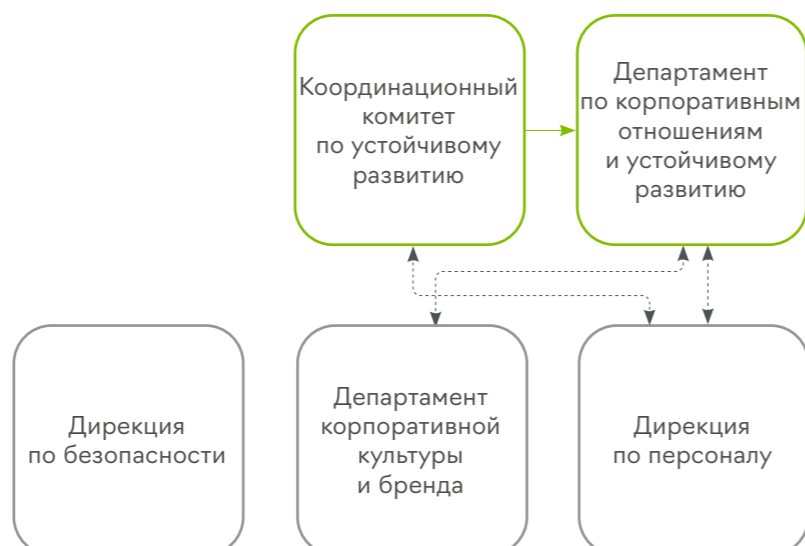 Координационный
комитет
по устойчивому
развитию
Департамент
по корпоративным
отношениям
и устойчивому
развитию
Дирекция
по безопасности
Департамент
корпоративной
культуры
и бренда
Дирекция
по персоналу